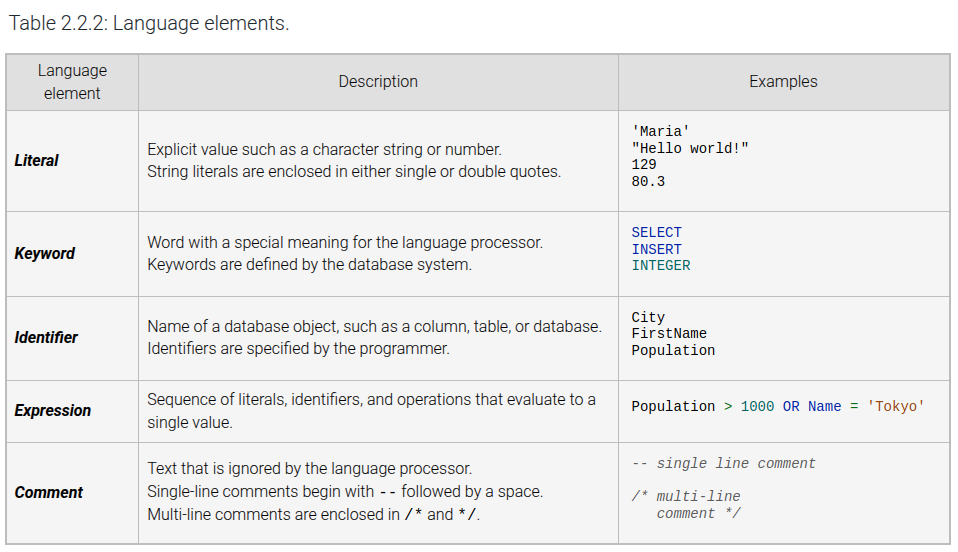 Table 2.2.2: Language elements.
Language
element
Description
Examples
Literal
Explicit value such as a character string or number.
String literals are enclosed in either single or double quotes.
'Maria'
"Hello world!"
129
80.3
Keyword
Word with a special meaning for the language processor.
Keywords are defined by the database system.
SELECT
INSERT
INTEGER
Identifier
Name of a database object, such as a column, table, or database.
Identifiers are specified by the programmer.
City
FirstName
Population
Expression
Sequence of literals, identifiers, and operations that evaluate to a
single value.
Population > 1000 OR Name = 'Tokyo'
Comment
Text that is ignored by the language processor.
Single-line comments begin with -- followed by a space.
Multi-line comments are enclosed in /* and */.
-- single line comment
/* multi-line
   comment */